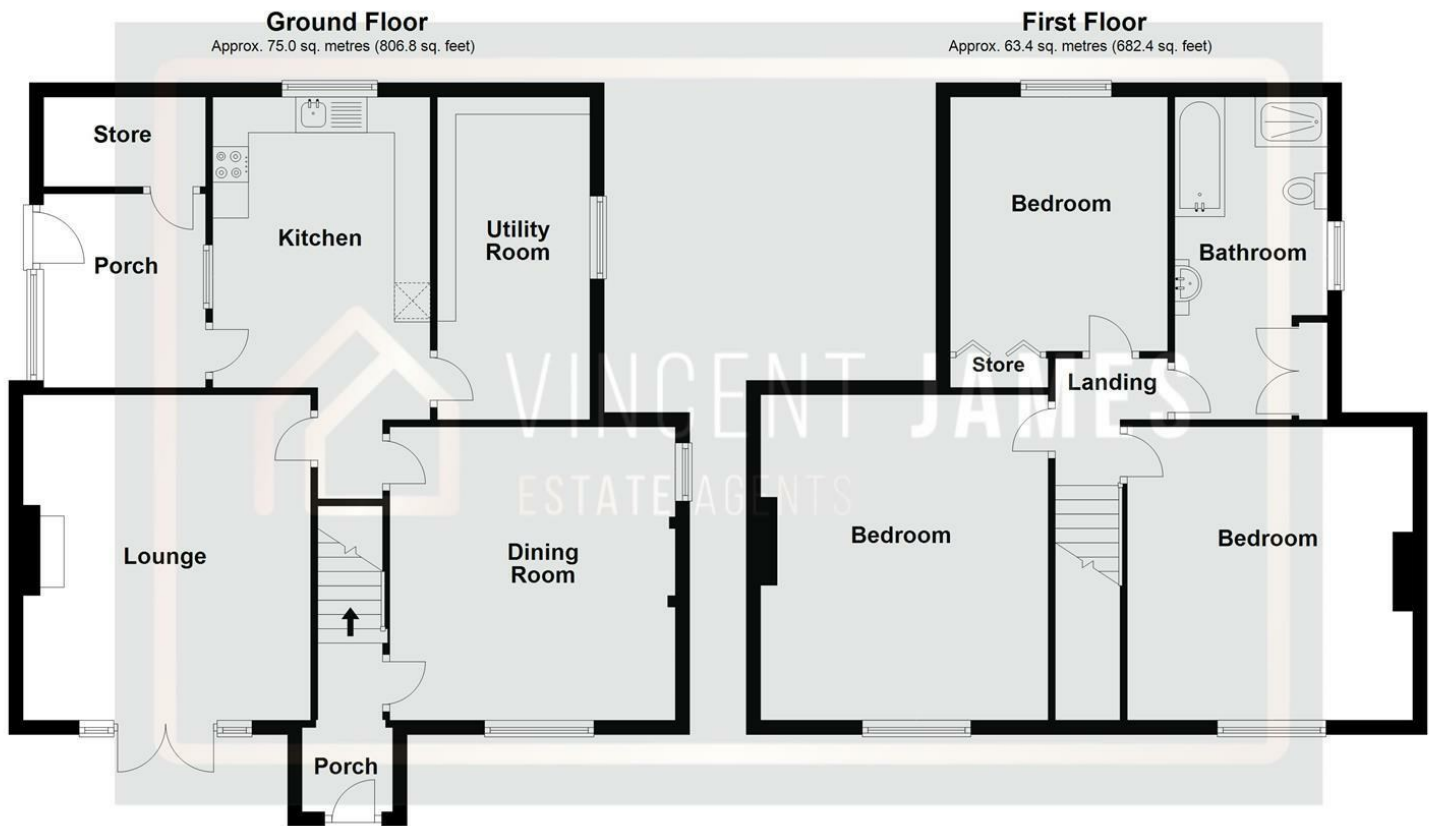 Ground Floor
Approx. 75.0 sq. metres (806.8 sq. feet)
Store
Porch
Kitchen
Utility
Room
Lounge
Dining
Room
Porch
First Floor
Approx. 63.4 sq. metres (682.4 sq. feet)
Bedroom
Bathroom
Store
Landing
Bedroom
Bedroom
VINCENT JAMES
ESTATE AGENTS